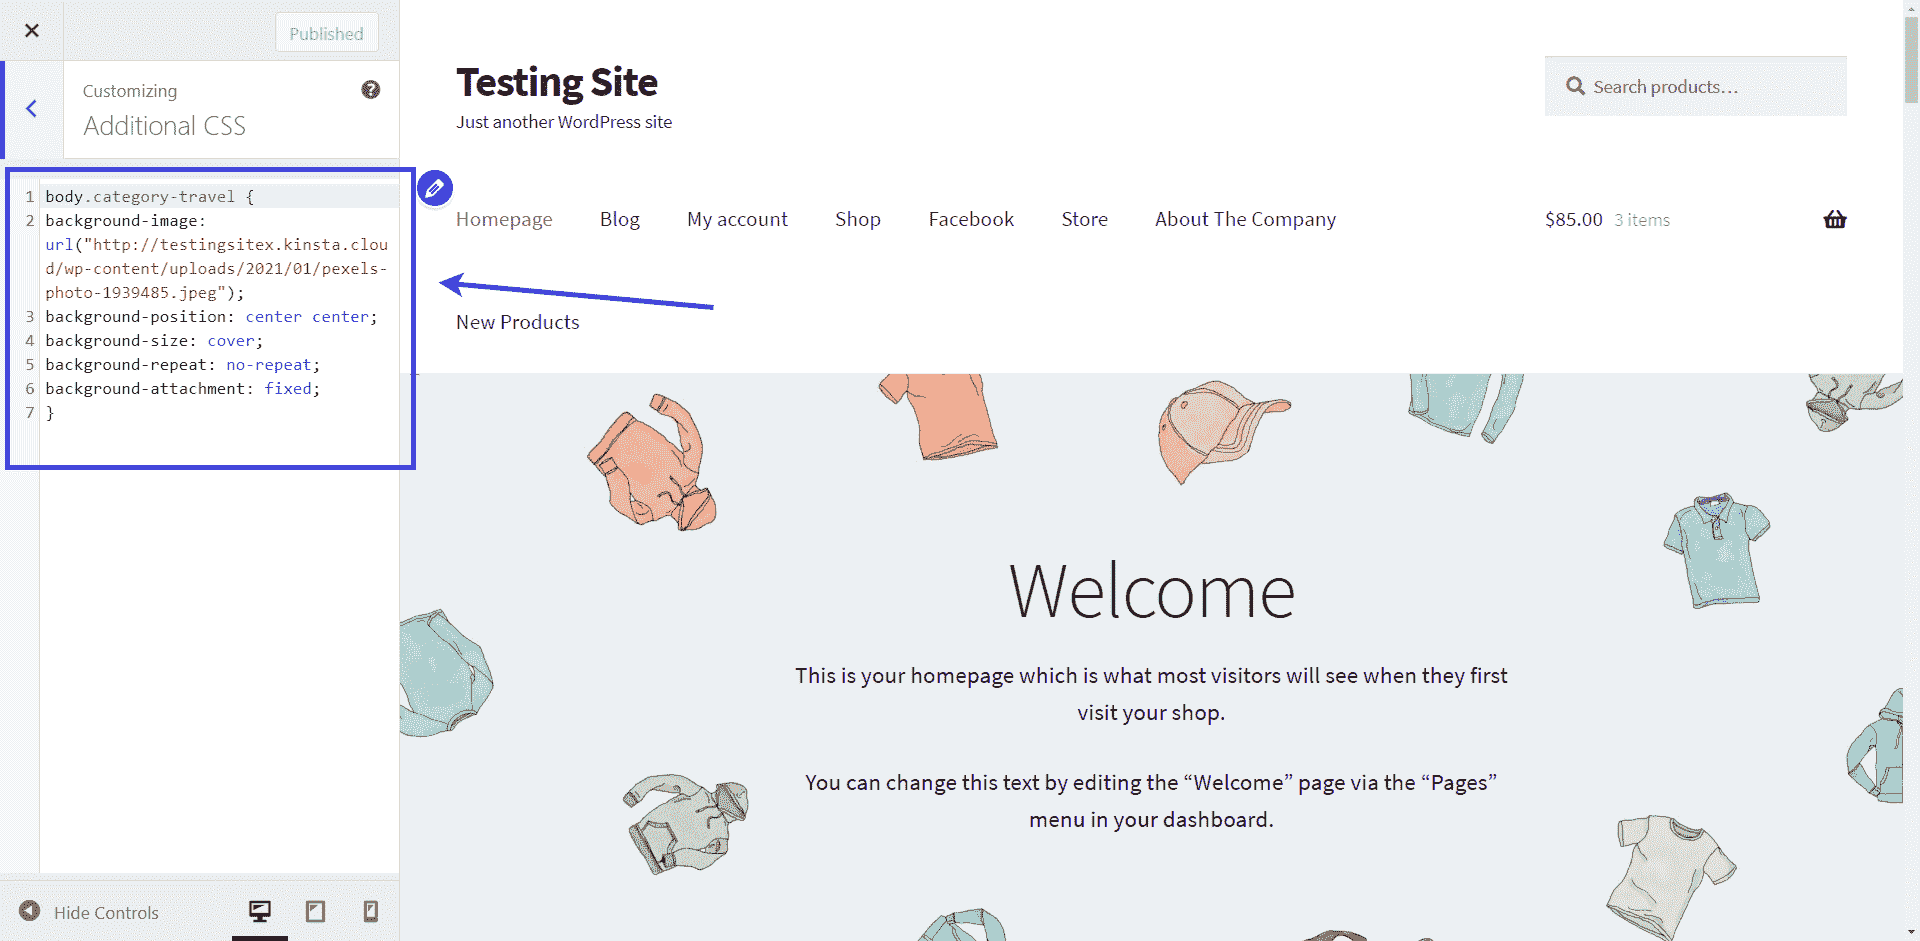 Published
Customizing
Additional CSS
1 body.category-travel {
2 background-image:
url("http://testingsitex.kinsta.clou
d/wp-content/uploads/2021/01/pexels-
photo-1939485.jpeg");
3 background-position: center center;
4 background-size: cover;
5 background-repeat: no-repeat;
6 background-attachment: fixed;
7 }
Hide Controls
Testing Site
Just another WordPress site
Search products…
Homepage Blog My account Shop Facebook Store About The Company $85.00 3 items
New Products
Welcome
This is your homepage which is what most visitors will see when they first
visit your shop.
You can change this text by editing the “Welcome” page via the “Pages”
menu in your dashboard.